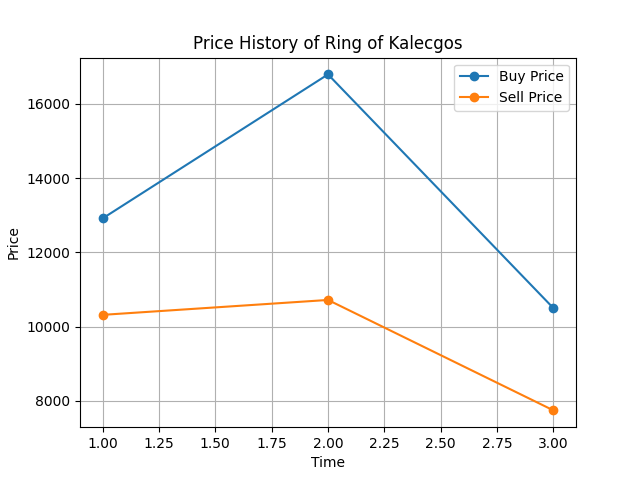 Price History of Ring of Kalecgos
Buy Price
Sell Price
16000
14000
12000
10000
8000
Price
1.00 1.25 1.50 1.75 2.00 2.25 2.50 2.75 3.00
Time